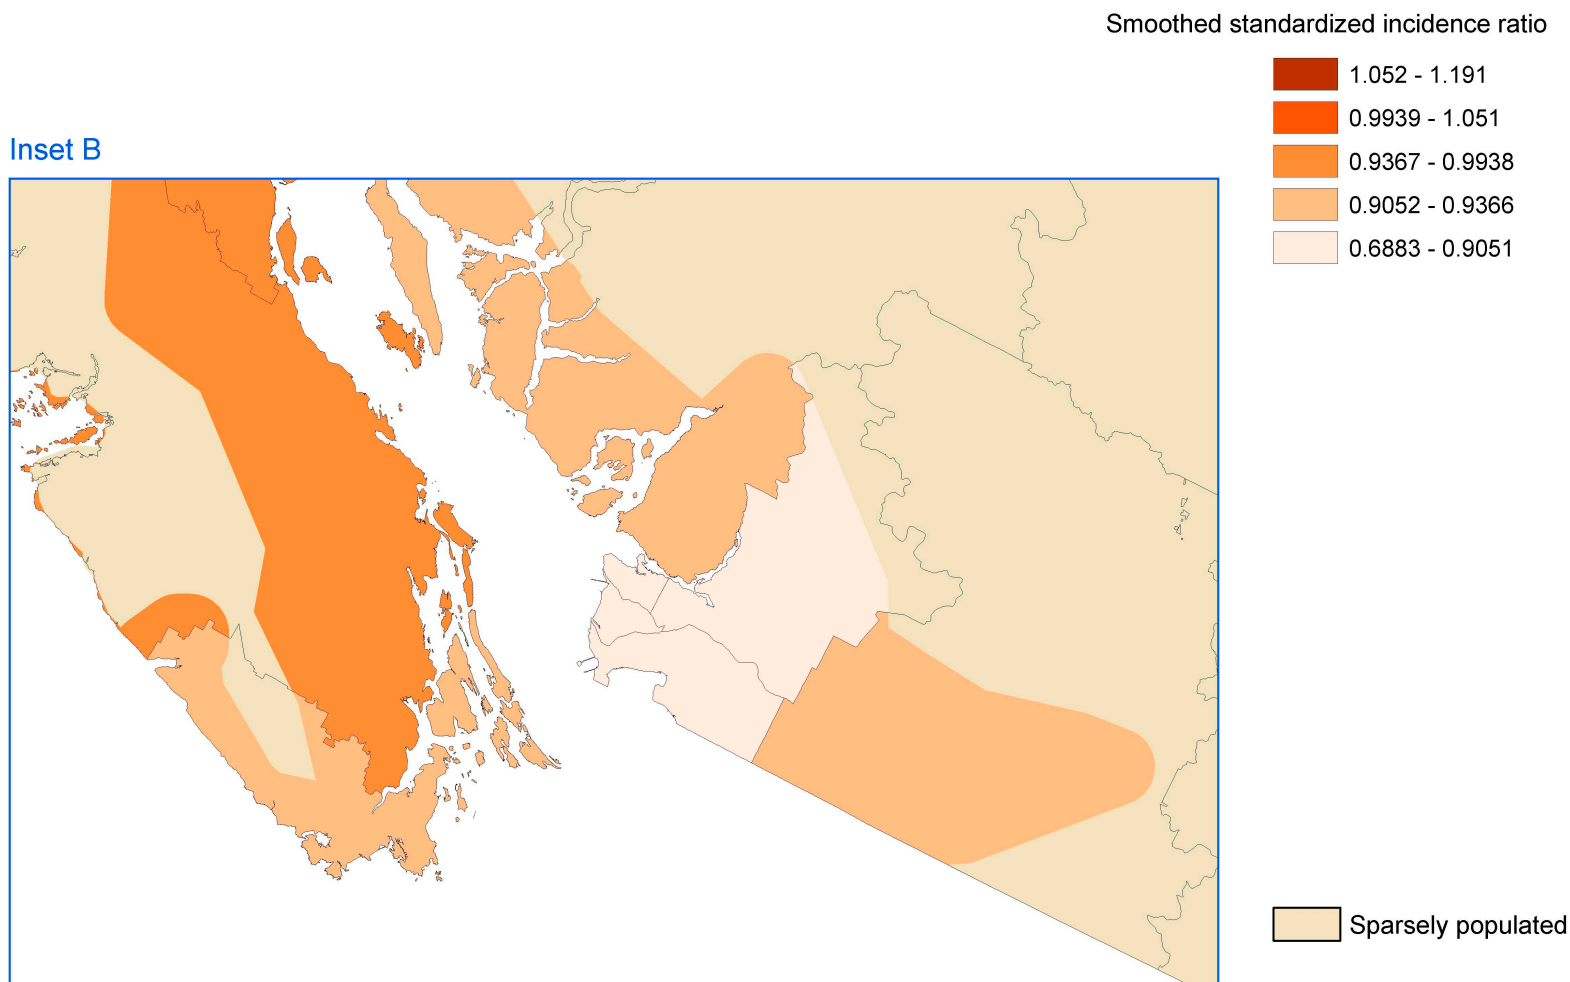 Smoothed standardized incidence ratio
1.052 - 1.191
0.9939 - 1.051
0.9367 - 0.9938
0.9052 - 0.9366
0.6883 - 0.9051
Inset B
Sparsely populated